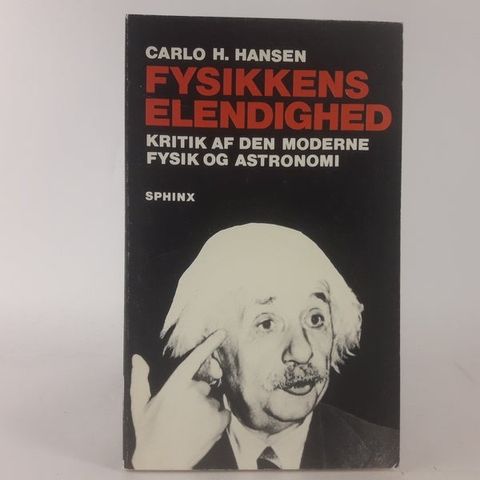 CARLO H. HANSEN
FYSIKKENS
ELENDIGHED
KRITIK AF DEN MODERNE
FYSIK OG ASTRONOMI
SPHINX